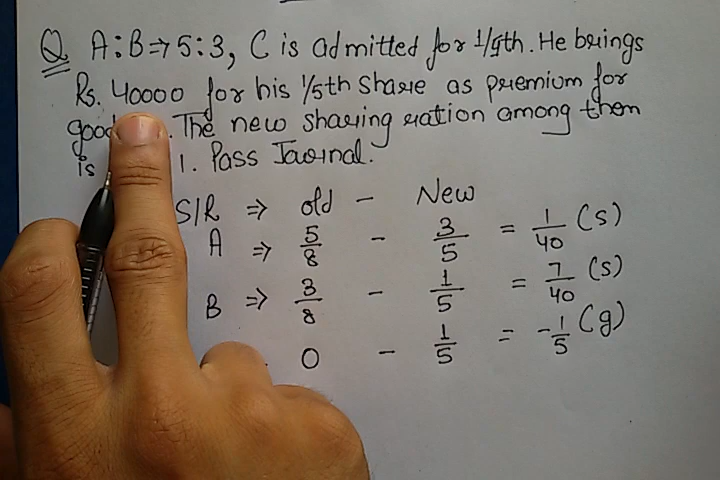 Q A:B⇒5:3, C is admitted for 1/5th. He brings
Rs. 40000 for his 1/5th Share as premium for
The new sharing ration among them
is 1. Pass Journal.
S/R ⇒ old - New
A ⇒ 5/8 - 3/5 = 1/40 (s)
B ⇒ 3/8 - 1/5 = 7/40 (s)
0 - 1/5 = -1/5 (g)